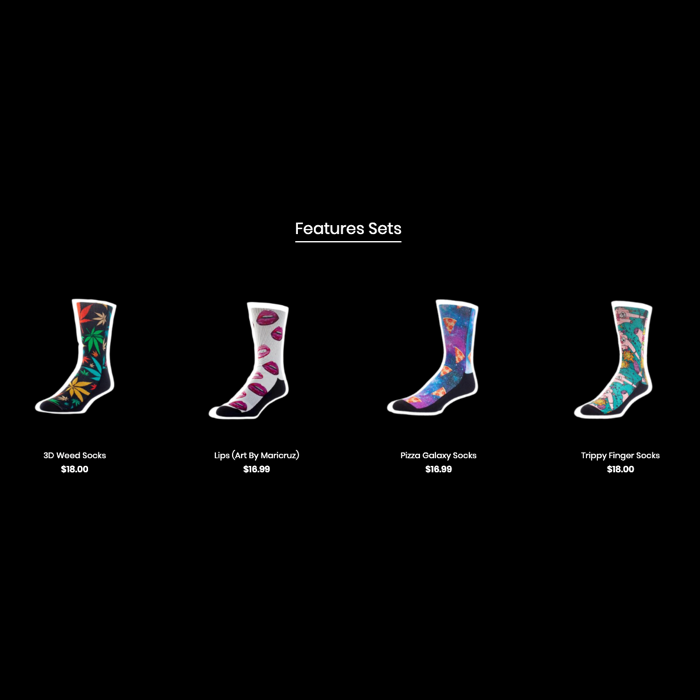 Features Sets
3D Weed Socks
$18.00
Lips (Art By Maricruz)
$16.99
Pizza Galaxy Socks
$16.99
Trippy Finger Socks
$18.00